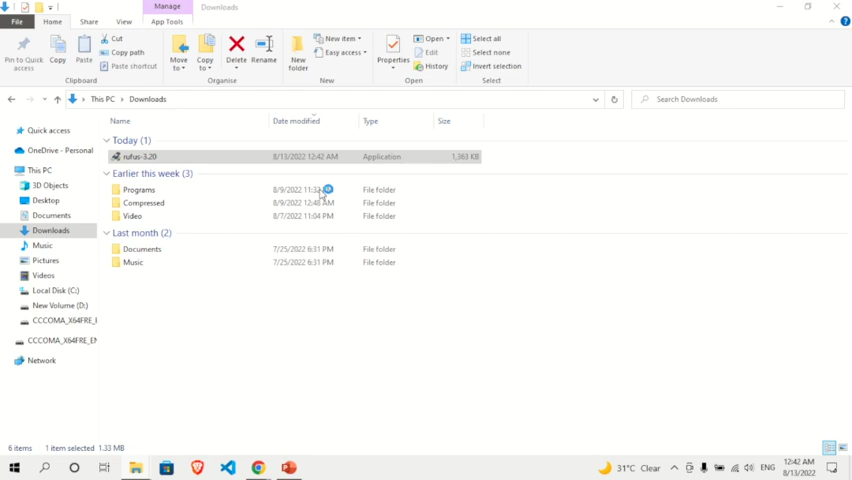 Manage
Downloads
File
Home
Share
View
App Tools
Pin to Quick access
Copy
Paste
Cut
Copy path
Paste shortcut
Clipboard
Move to
Copy to
Delete
Rename
Organise
New folder
New item
Easy access
New
Properties
Open
Edit
History
Open
Select all
Select none
Invert selection
Select
This PC > Downloads
Search Downloads
Name Date modified Type Size
Today (1)
rufus-3.20 8/13/2022 12:42 AM Application 1,363 KB
Earlier this week (3)
Programs 8/9/2022 11:32 File folder
Compressed 8/9/2022 12:48 AM File folder
Video 8/7/2022 11:04 PM File folder
Last month (2)
Documents 7/25/2022 6:31 PM File folder
Music 7/25/2022 6:31 PM File folder
Quick access
OneDrive - Personal
This PC
3D Objects
Desktop
Documents
Downloads
Music
Pictures
Videos
Local Disk (C:)
New Volume (D:)
CCCOMA_X64FRE_E
CCCOMA_X64FRE_EN
Network
6 items 1 item selected 1.33 MB
31°C Clear
ENG
12:42 AM
8/13/2022